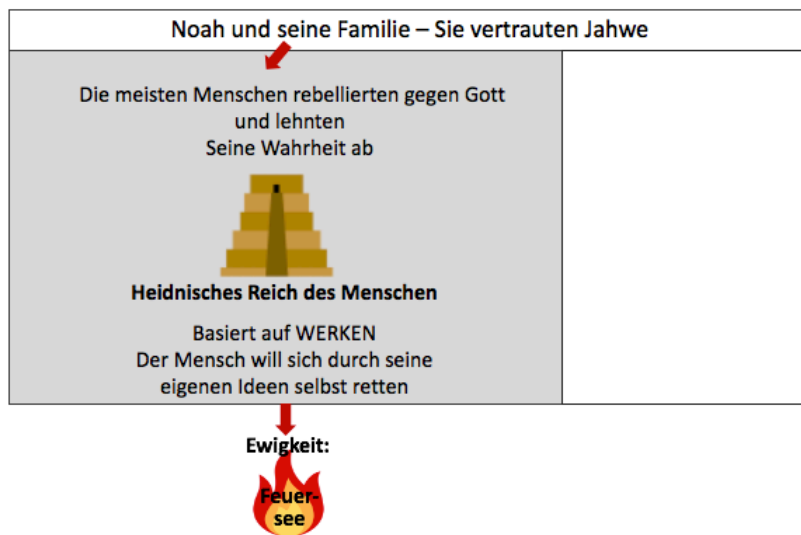 Noah und seine Familie – Sie vertrauten Jahwe
Die meisten Menschen rebellierten gegen Gott
und lehnten
Seine Wahrheit ab
Heidnisches Reich des Menschen
Basiert auf WERKEN
Der Mensch will sich durch seine
eigenen Ideen selbst retten
Ewigkeit:
Feuer-
see